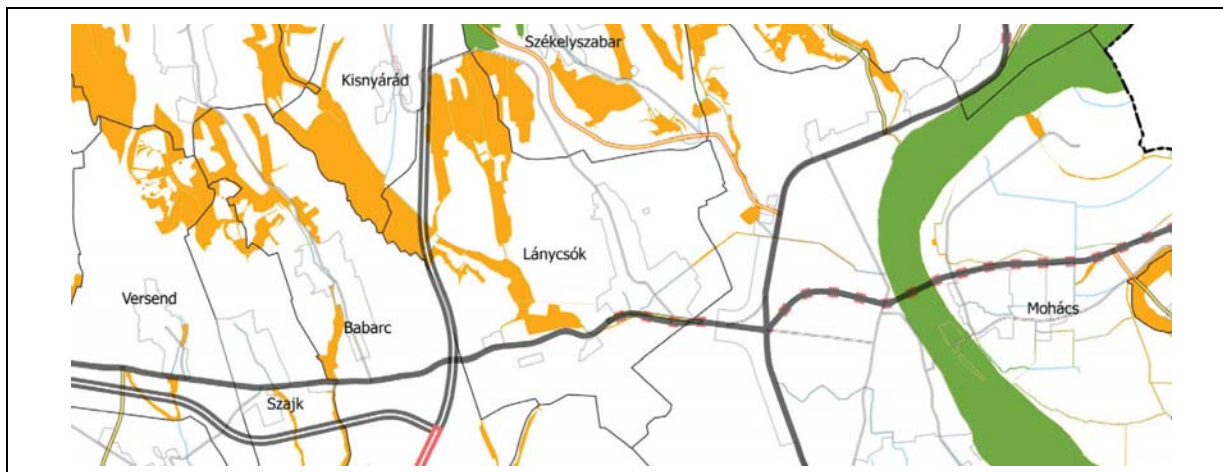 Székelyszabar
Kisnyárád
Lánycsók
Versend
Babarc
Mohács
Szajk